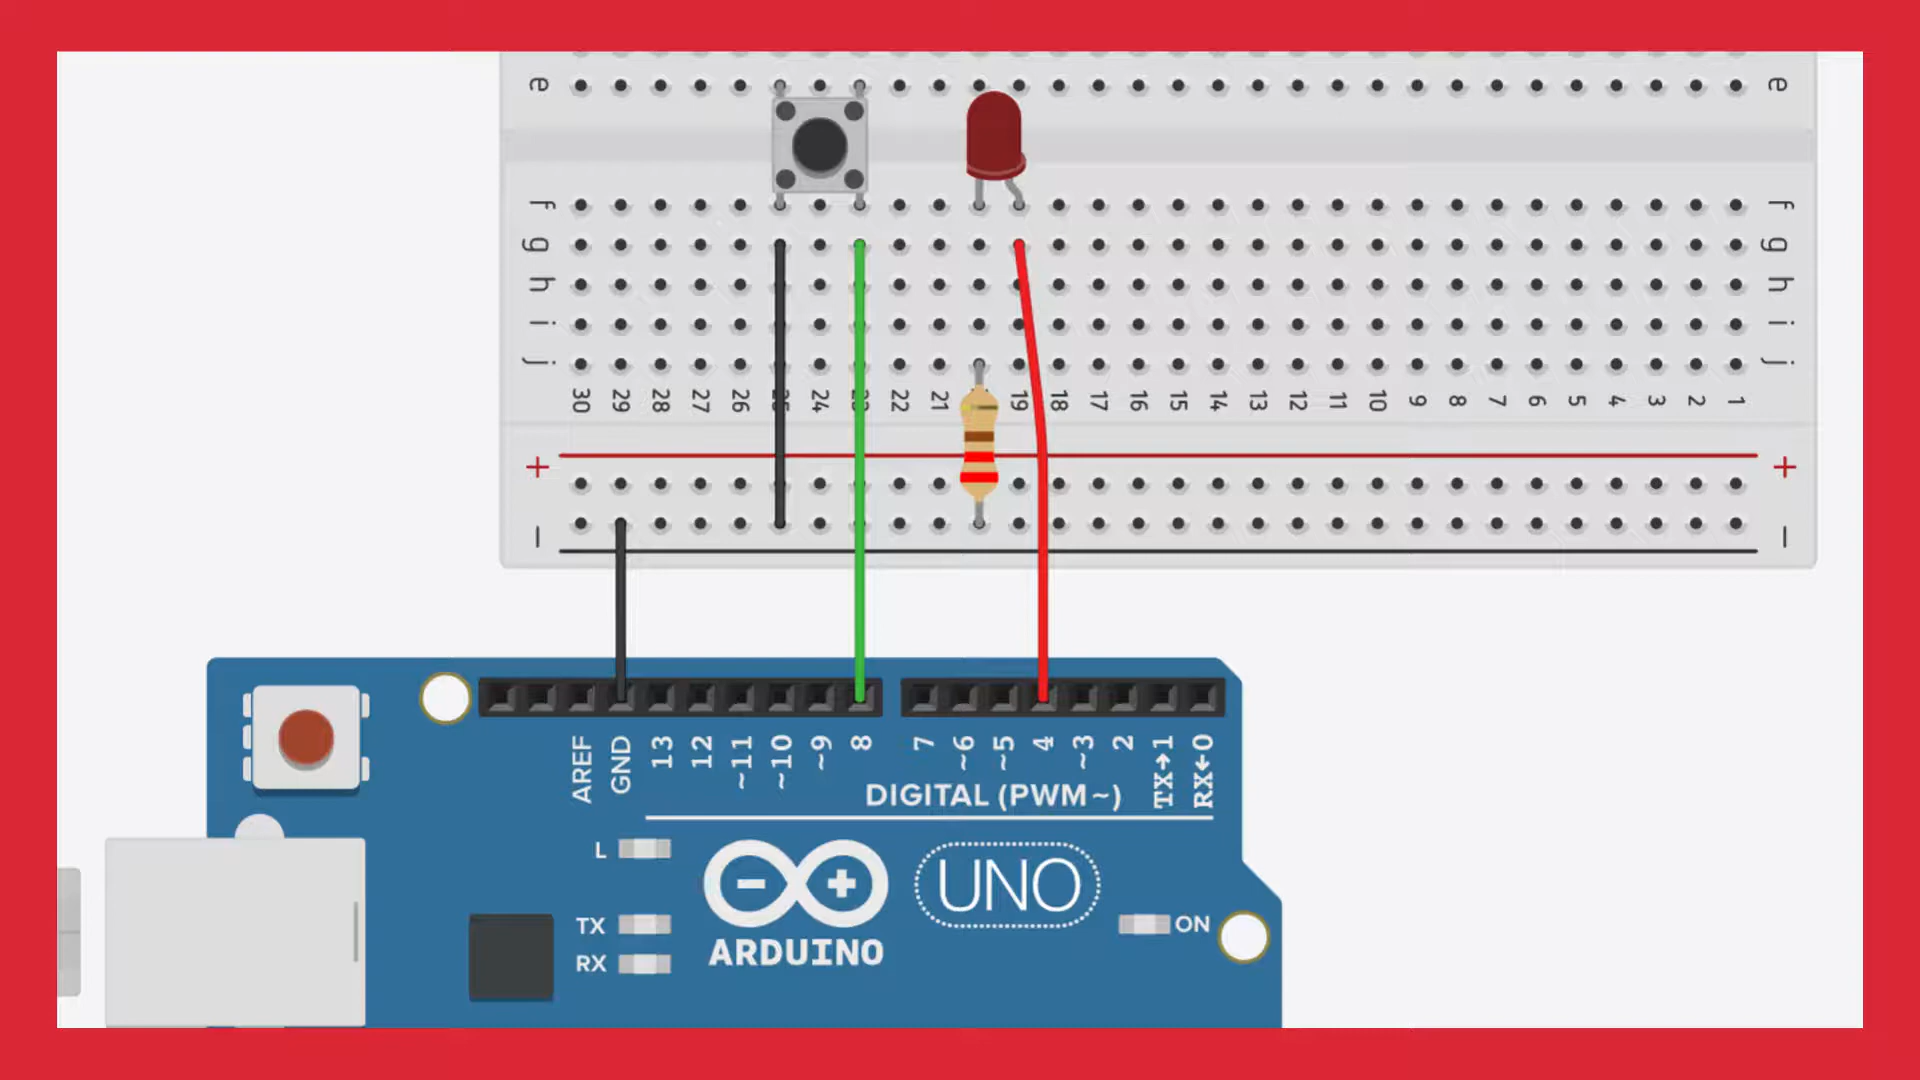 e e
f f
g g
h h
i i
j j
30 29 28 27 26 25 24 23 22 21 19 18 17 16 15 14 13 12 11 10 9 8 7 6 5 4 3 2 1
+ +
− −
AREF GND 13 12 ~11 ~10 ~9 8 7 ~6 ~5 4 ~3 2 TX→1 RX←0
DIGITAL (PWM~)
L
UNO
TX ON
RX ARDUINO